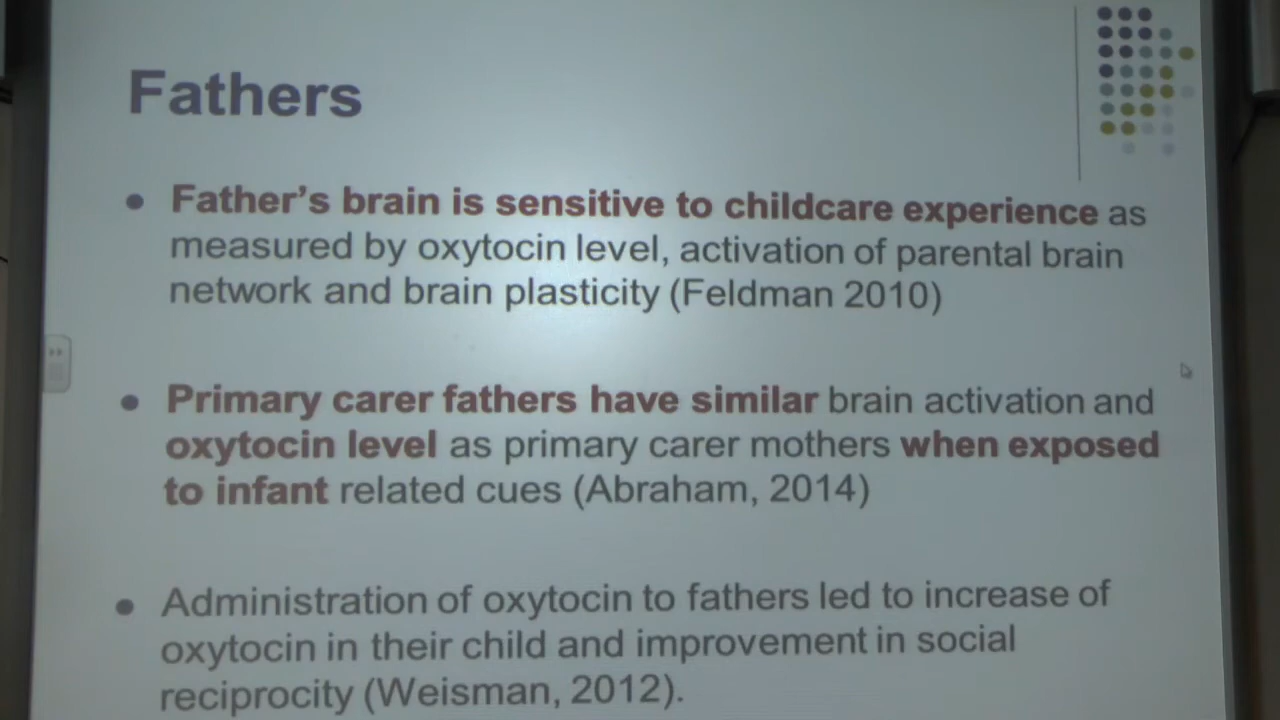 Fathers
• Father's brain is sensitive to childcare experience as
measured by oxytocin level, activation of parental brain
network and brain plasticity (Feldman 2010)
• Primary carer fathers have similar brain activation and
oxytocin level as primary carer mothers when exposed
to infant related cues (Abraham, 2014)
• Administration of oxytocin to fathers led to increase of
oxytocin in their child and improvement in social
reciprocity (Weisman, 2012).